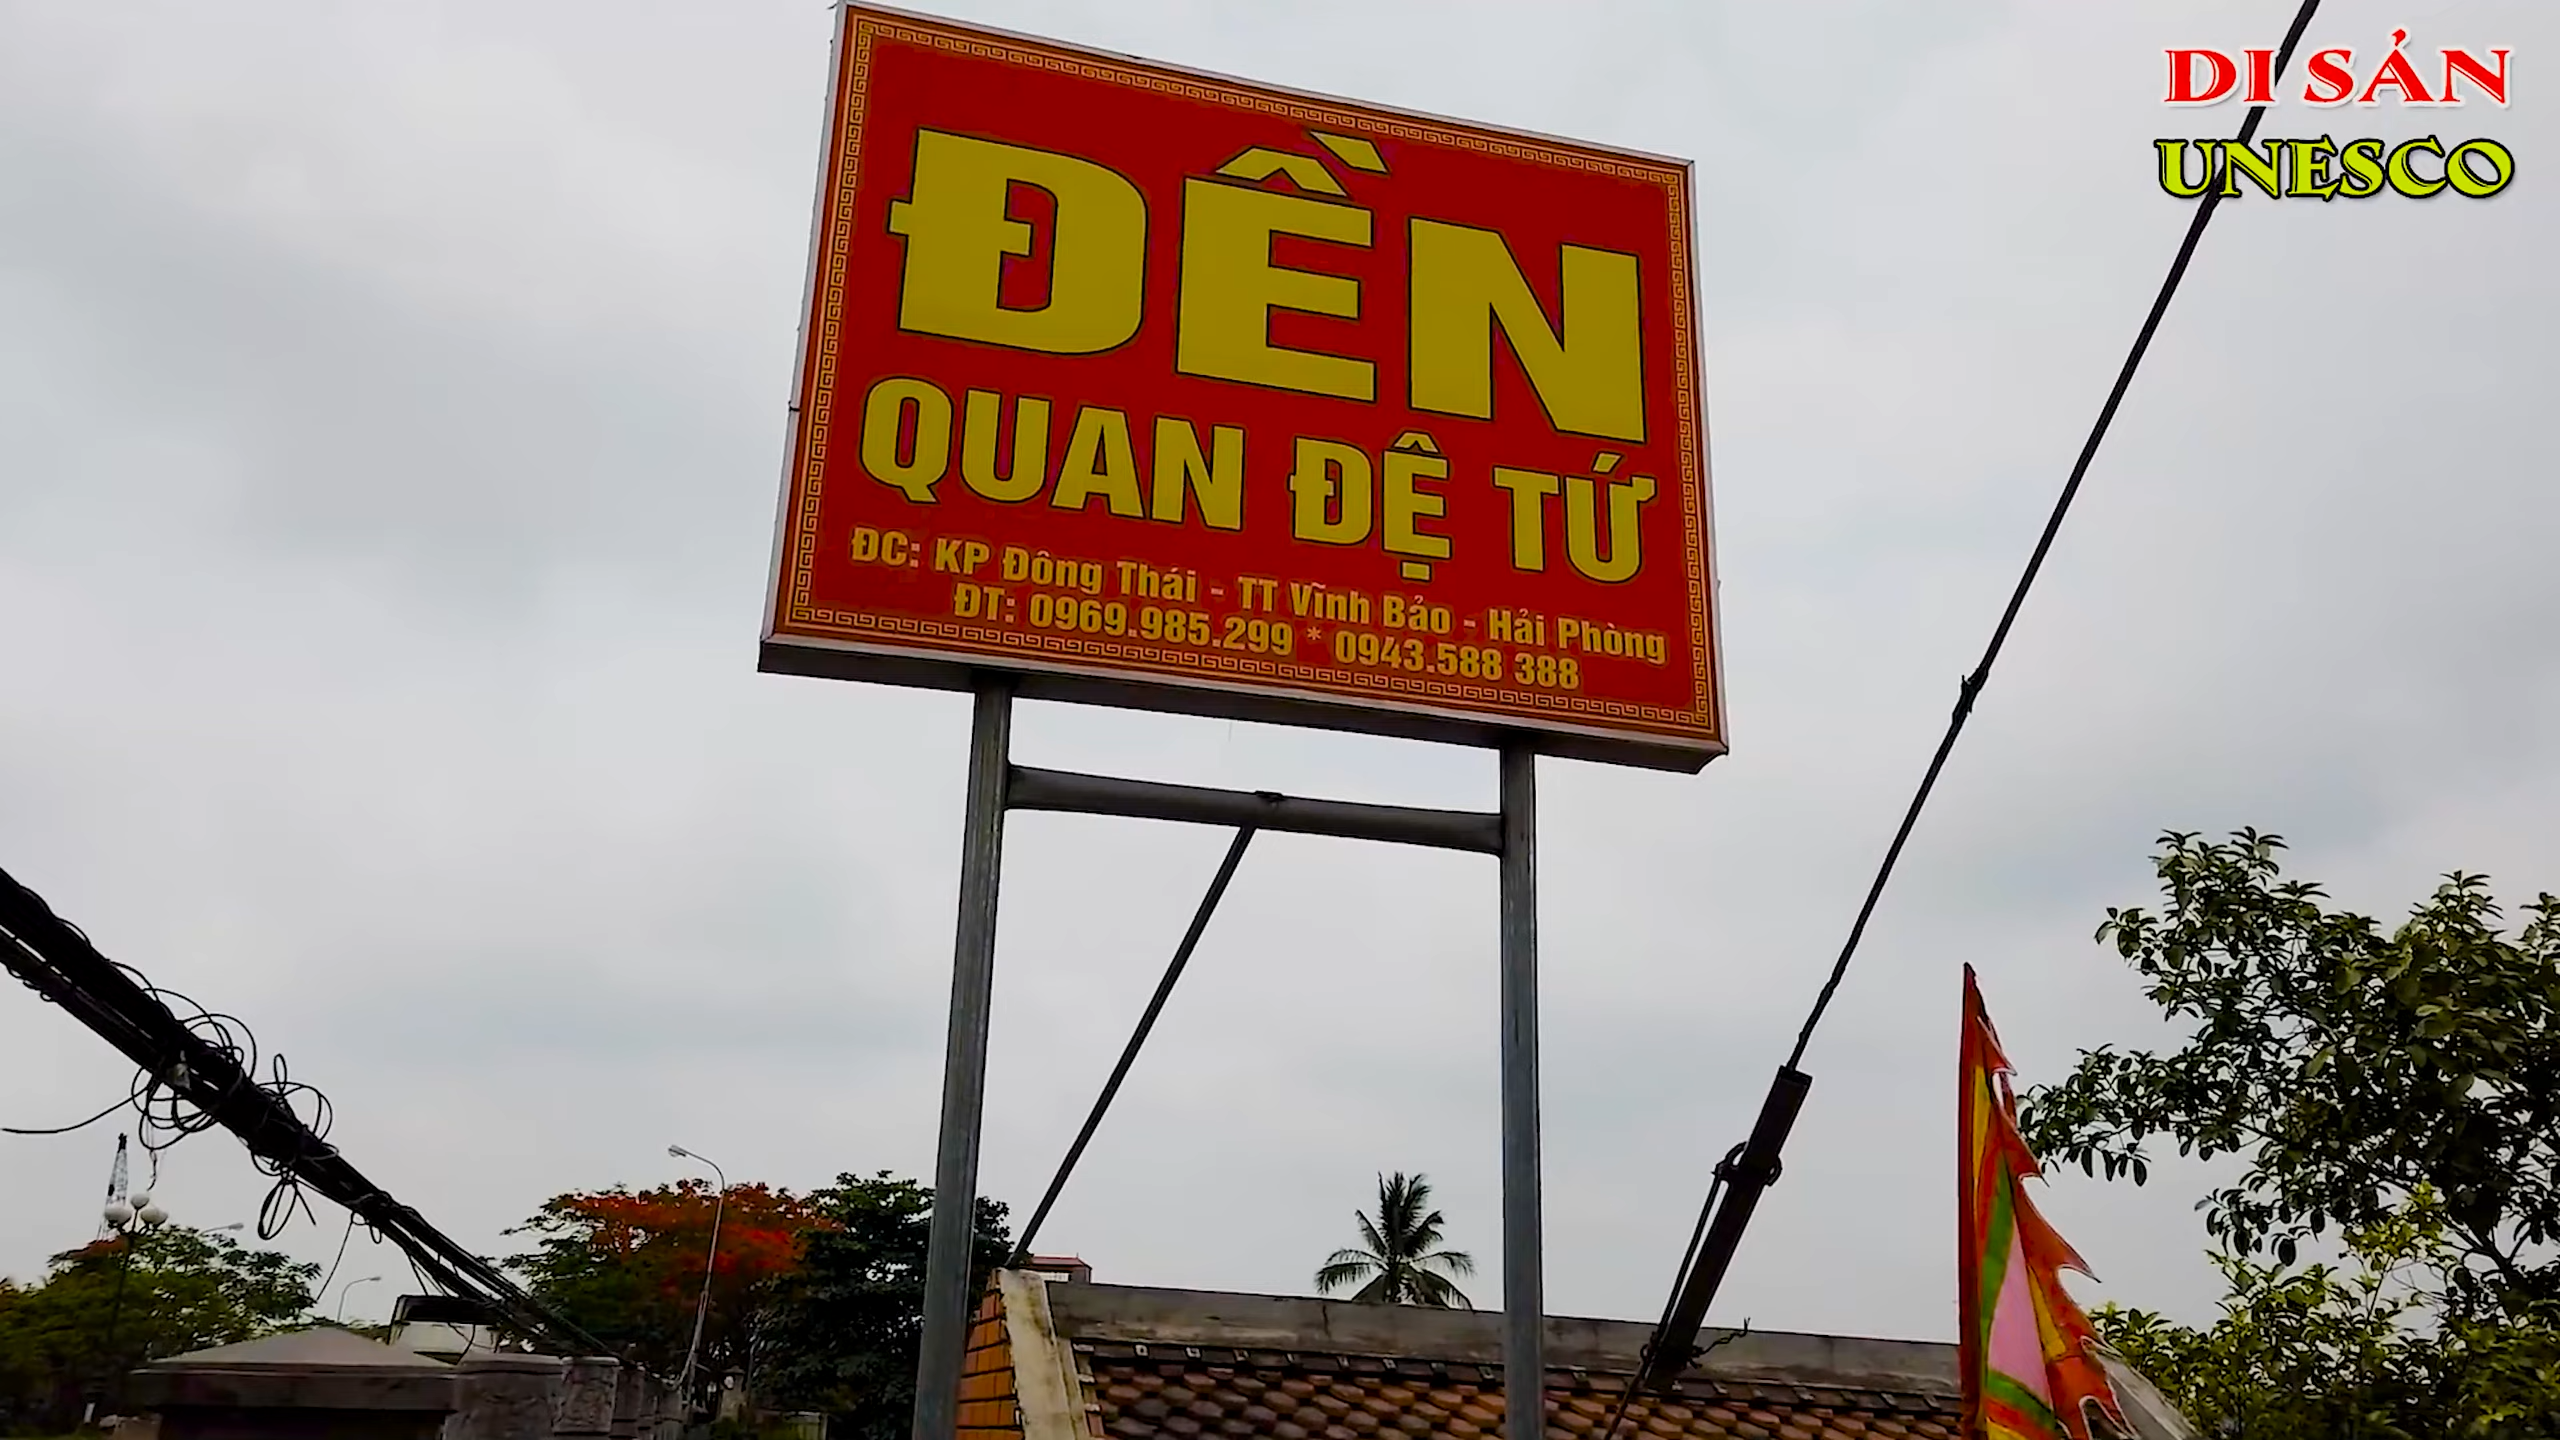 ĐỀN
QUAN ĐỆ TỨ
ĐC: KP Đông Thái - TT Vĩnh Bảo - Hải Phòng
ĐT: 0969.985.299 * 0943.588 388
DI SẢN
UNESCO